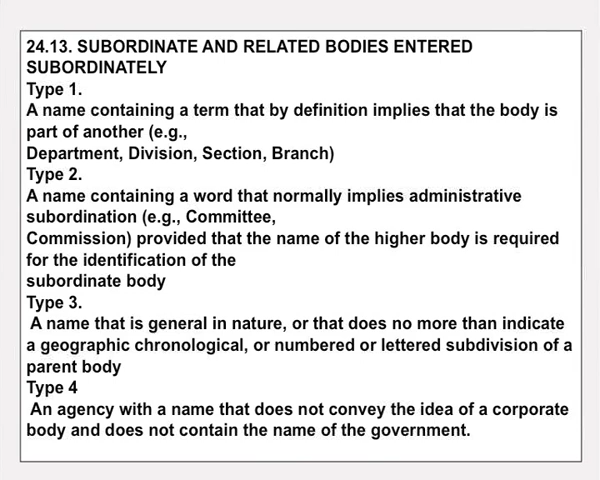 24.13. SUBORDINATE AND RELATED BODIES ENTERED
SUBORDINATELY
Type 1.
A name containing a term that by definition implies that the body is
part of another (e.g.,
Department, Division, Section, Branch)
Type 2.
A name containing a word that normally implies administrative
subordination (e.g., Committee,
Commission) provided that the name of the higher body is required
for the identification of the
subordinate body
Type 3.
A name that is general in nature, or that does no more than indicate
a geographic chronological, or numbered or lettered subdivision of a
parent body
Type 4
An agency with a name that does not convey the idea of a corporate
body and does not contain the name of the government.